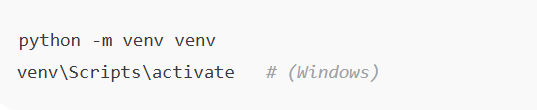 python -m venv venv
venv\Scripts\activate   # (Windows)